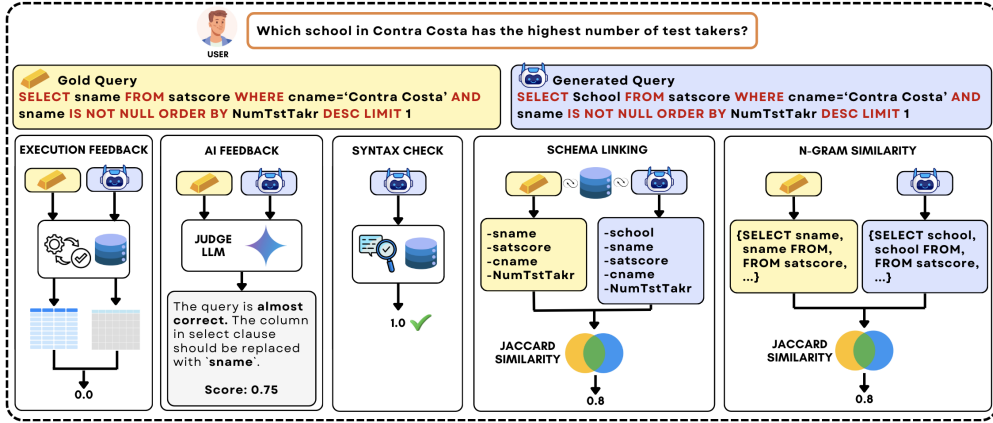 Which school in Contra Costa has the highest number of test takers?
USER
Gold Query
SELECT sname FROM satscore WHERE cname=‘Contra Costa’ AND
sname IS NOT NULL ORDER BY NumTstTakr DESC LIMIT 1
Generated Query
SELECT School FROM satscore WHERE cname=‘Contra Costa’ AND
sname IS NOT NULL ORDER BY NumTstTakr DESC LIMIT 1
EXECUTION FEEDBACK
0.0
AI FEEDBACK
JUDGE
LLM
The query is almost
correct. The column
in select clause
should be replaced
with `sname`.
Score: 0.75
SYNTAX CHECK
1.0
SCHEMA LINKING
-sname
-satscore
-cname
-NumTstTakr
-school
-sname
-satscore
-cname
-NumTstTakr
JACCARD
SIMILARITY
0.8
N-GRAM SIMILARITY
{SELECT sname,
sname FROM,
FROM satscore,
...}
{SELECT school,
school FROM,
FROM satscore,
...}
JACCARD
SIMILARITY
0.8